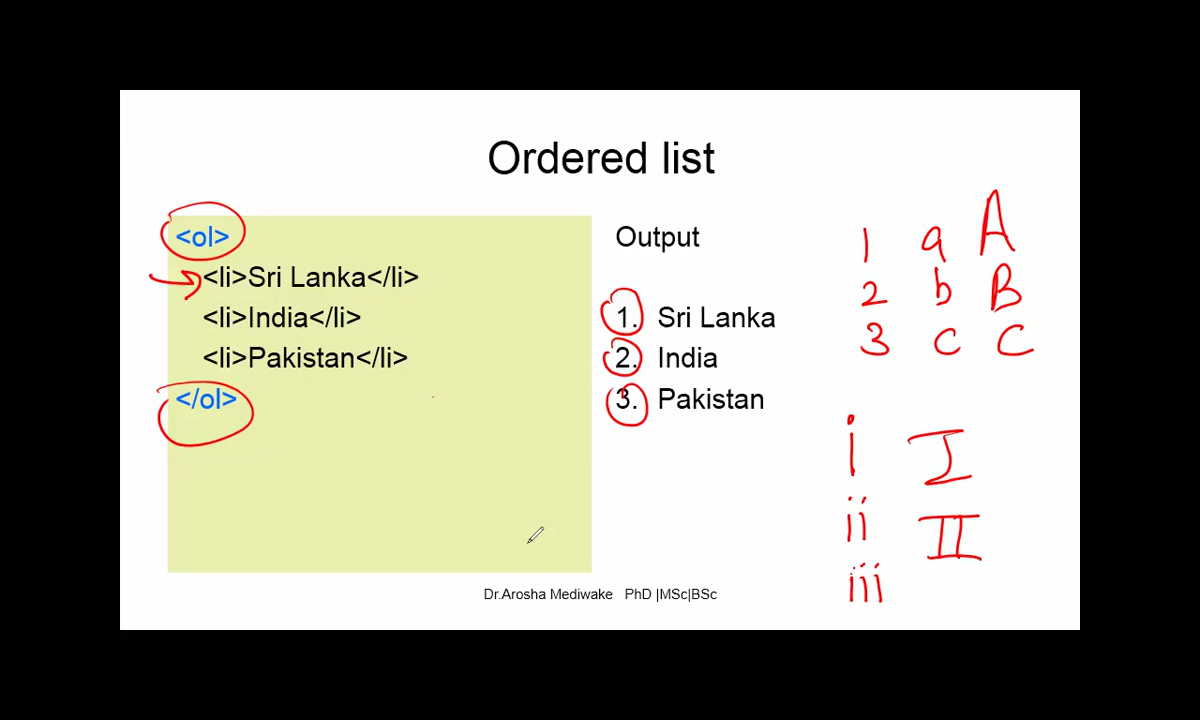 Ordered list
<ol>
<li>Sri Lanka</li>
<li>India</li>
<li>Pakistan</li>
</ol>
Output
1. Sri Lanka
2. India
3. Pakistan
1 a A
2 b B
3 c C
i I
ii II
iii
Dr.Arosha Mediwake PhD |MSc|BSc